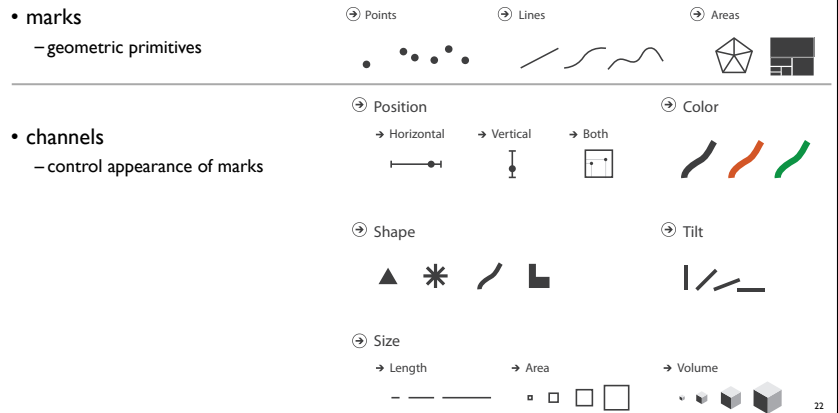 • marks
– geometric primitives
Points
Lines
Areas
• channels
– control appearance of marks
Position
→ Horizontal
→ Vertical
→ Both
Color
Shape
Tilt
Size
→ Length
→ Area
→ Volume
22